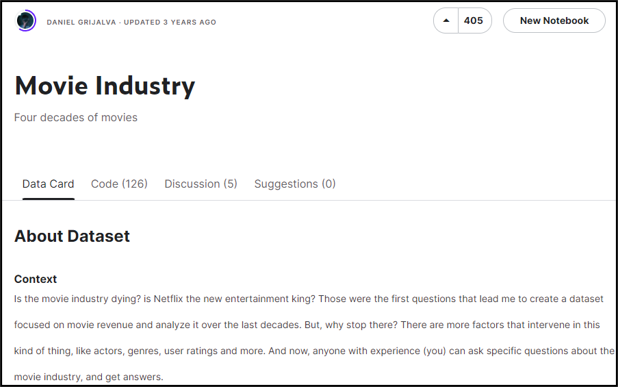 DANIEL GRIJALVA · UPDATED 3 YEARS AGO
405
New Notebook
Movie Industry
Four decades of movies
Data Card
Code (126)
Discussion (5)
Suggestions (0)
About Dataset
Context
Is the movie industry dying? is Netflix the new entertainment king? Those were the first questions that lead me to create a dataset
focused on movie revenue and analyze it over the last decades. But, why stop there? There are more factors that intervene in this
kind of thing, like actors, genres, user ratings and more. And now, anyone with experience (you) can ask specific questions about the
movie industry, and get answers.